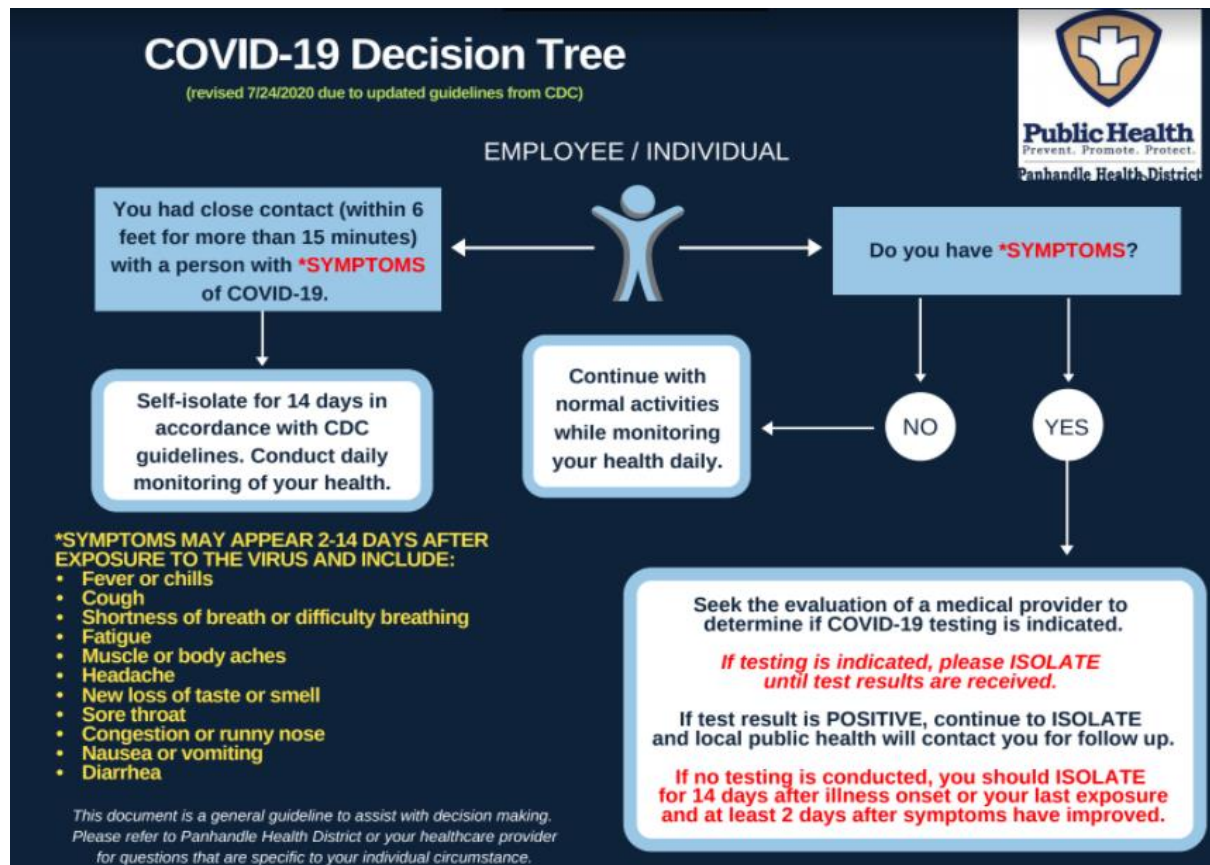 COVID-19 Decision Tree
(revised 7/24/2020 due to updated guidelines from CDC)
Public Health
Prevent. Promote. Protect.
Panhandle Health District
EMPLOYEE / INDIVIDUAL
You had close contact (within 6
feet for more than 15 minutes)
with a person with *SYMPTOMS
of COVID-19.
Do you have *SYMPTOMS?
Self-isolate for 14 days in
accordance with CDC
guidelines. Conduct daily
monitoring of your health.
Continue with
normal activities
while monitoring
your health daily.
NO
YES
*SYMPTOMS MAY APPEAR 2-14 DAYS AFTER
EXPOSURE TO THE VIRUS AND INCLUDE:
• Fever or chills
• Cough
• Shortness of breath or difficulty breathing
• Fatigue
• Muscle or body aches
• Headache
• New loss of taste or smell
• Sore throat
• Congestion or runny nose
• Nausea or vomiting
• Diarrhea
Seek the evaluation of a medical provider to
determine if COVID-19 testing is indicated.
If testing is indicated, please ISOLATE
until test results are received.
If test result is POSITIVE, continue to ISOLATE
and local public health will contact you for follow up.
If no testing is conducted, you should ISOLATE
for 14 days after illness onset or your last exposure
and at least 2 days after symptoms have improved.
This document is a general guideline to assist with decision making.
Please refer to Panhandle Health District or your healthcare provider
for questions that are specific to your individual circumstance.